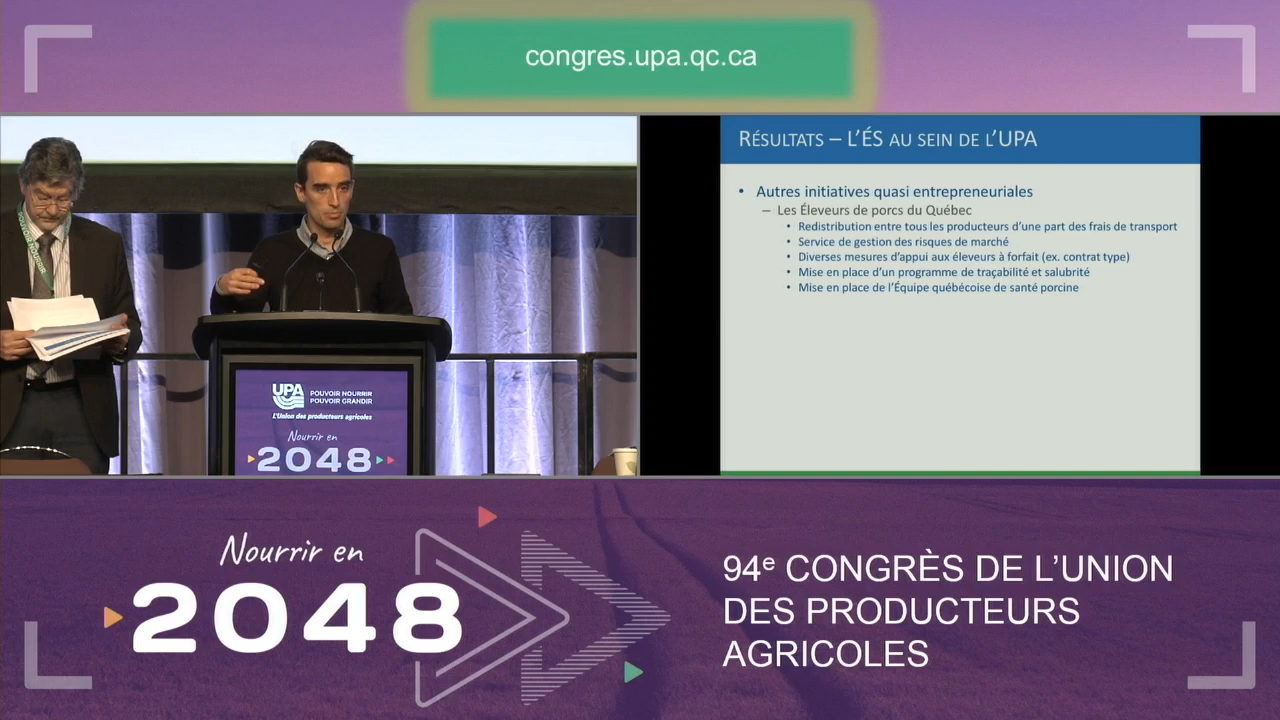 congres.upa.qc.ca
RÉSULTATS – L'ÉS AU SEIN DE L'UPA
• Autres initiatives quasi entrepreneuriales
– Les Éleveurs de porcs du Québec
• Redistribution entre tous les producteurs d'une part des frais de transport
• Service de gestion des risques de marché
• Diverses mesures d'appui aux éleveurs à forfait (ex. contrat type)
• Mise en place d'un programme de traçabilité et salubrité
• Mise en place de l'Équipe québécoise de santé porcine
POUVOIR NOURRIR
UPA
POUVOIR NOURRIR
POUVOIR GRANDIR
L'Union des producteurs agricoles
Nourrir en
2048
Nourrir en
2048
94e CONGRÈS DE L'UNION
DES PRODUCTEURS
AGRICOLES